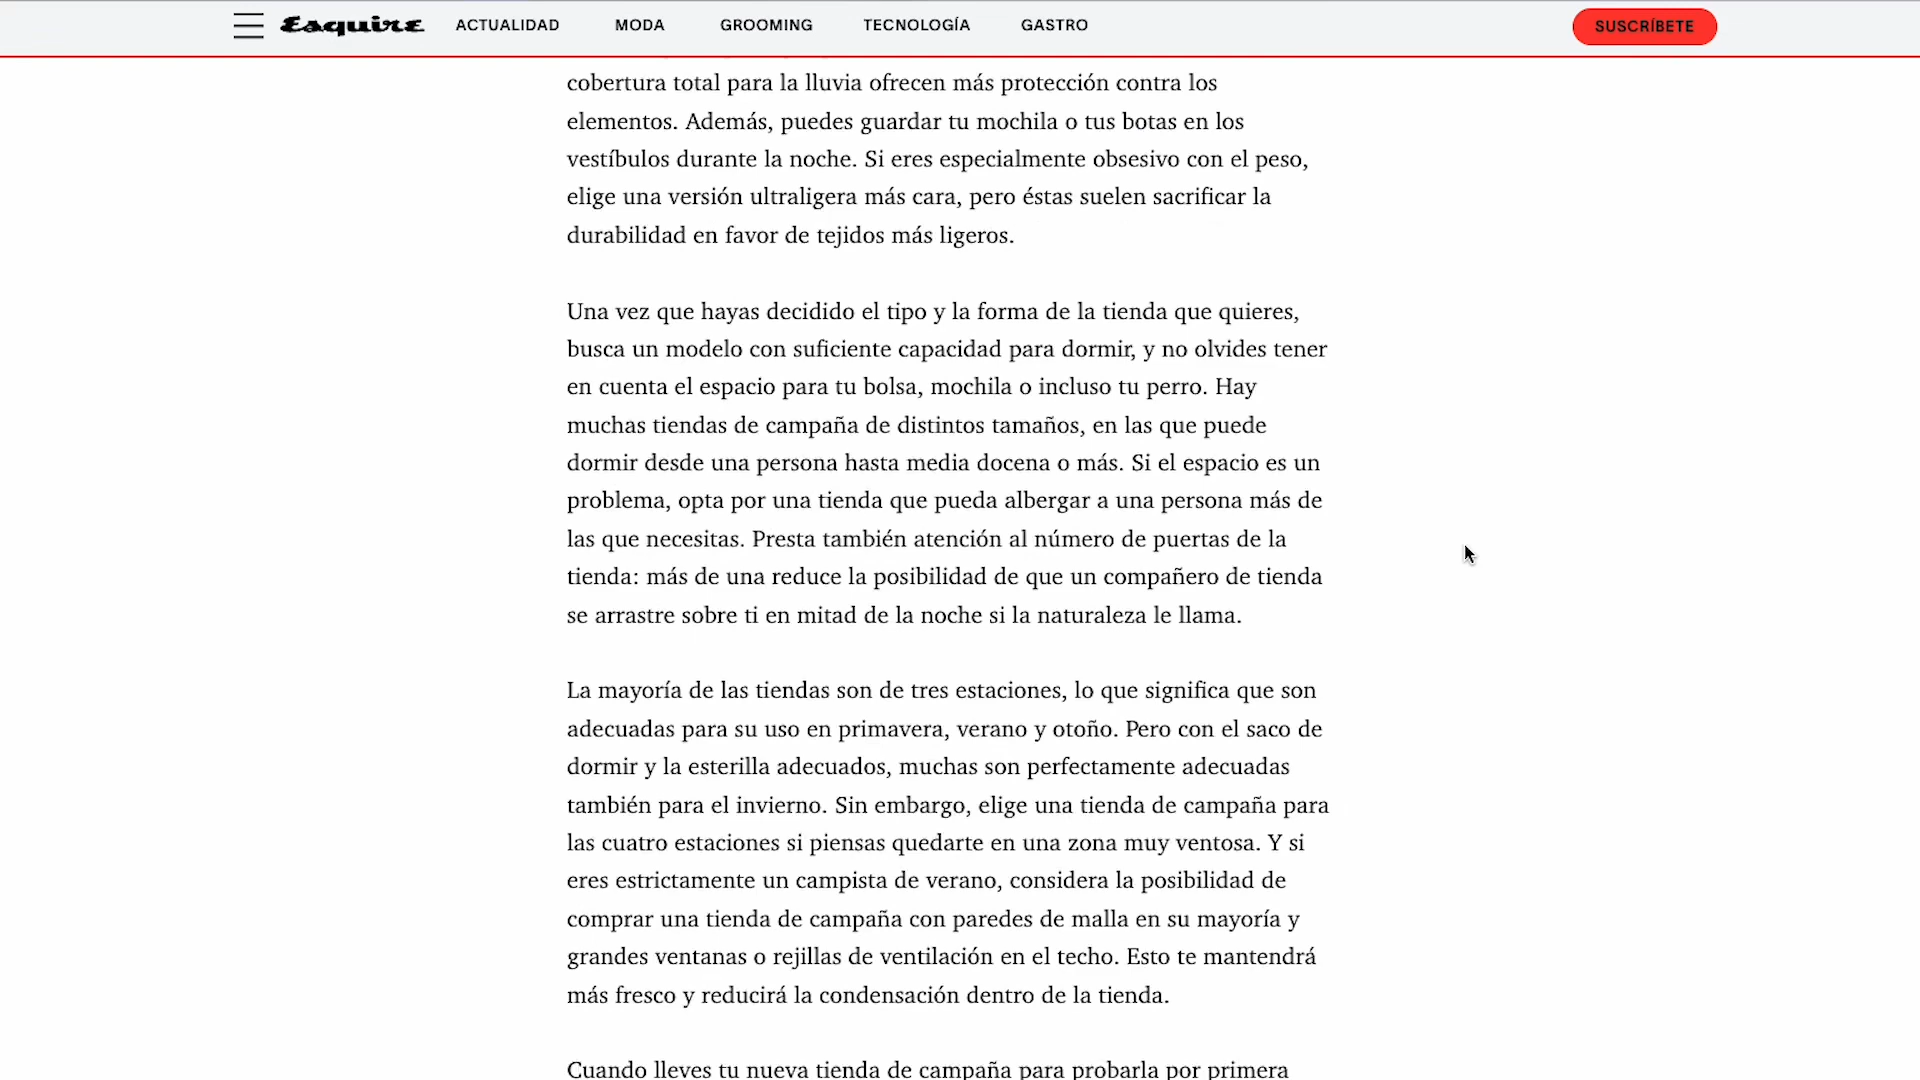 Esquire
ACTUALIDAD
MODA
GROOMING
TECNOLOGÍA
GASTRO
SUSCRÍBETE
cobertura total para la lluvia ofrecen más protección contra los
elementos. Además, puedes guardar tu mochila o tus botas en los
vestíbulos durante la noche. Si eres especialmente obsesivo con el peso,
elige una versión ultraligera más cara, pero éstas suelen sacrificar la
durabilidad en favor de tejidos más ligeros.
Una vez que hayas decidido el tipo y la forma de la tienda que quieres,
busca un modelo con suficiente capacidad para dormir, y no olvides tener
en cuenta el espacio para tu bolsa, mochila o incluso tu perro. Hay
muchas tiendas de campaña de distintos tamaños, en las que puede
dormir desde una persona hasta media docena o más. Si el espacio es un
problema, opta por una tienda que pueda albergar a una persona más de
las que necesitas. Presta también atención al número de puertas de la
tienda: más de una reduce la posibilidad de que un compañero de tienda
se arrastre sobre ti en mitad de la noche si la naturaleza le llama.
La mayoría de las tiendas son de tres estaciones, lo que significa que son
adecuadas para su uso en primavera, verano y otoño. Pero con el saco de
dormir y la esterilla adecuados, muchas son perfectamente adecuadas
también para el invierno. Sin embargo, elige una tienda de campaña para
las cuatro estaciones si piensas quedarte en una zona muy ventosa. Y si
eres estrictamente un campista de verano, considera la posibilidad de
comprar una tienda de campaña con paredes de malla en su mayoría y
grandes ventanas o rejillas de ventilación en el techo. Esto te mantendrá
más fresco y reducirá la condensación dentro de la tienda.
Cuando lleves tu nueva tienda de campaña para probarla por primera